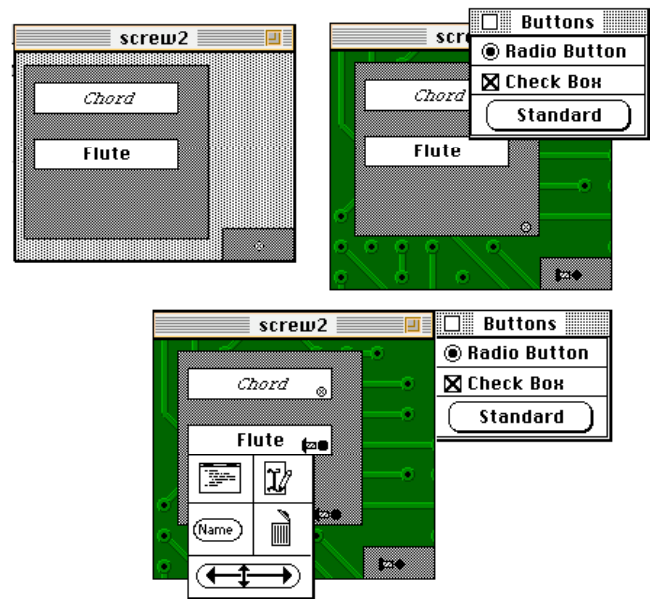 screw2
Chord
Flute
Buttons
Radio Button
Check Box
Standard
Chord
Flute
screw2
Buttons
Radio Button
Check Box
Standard
Chord
Flute
Name